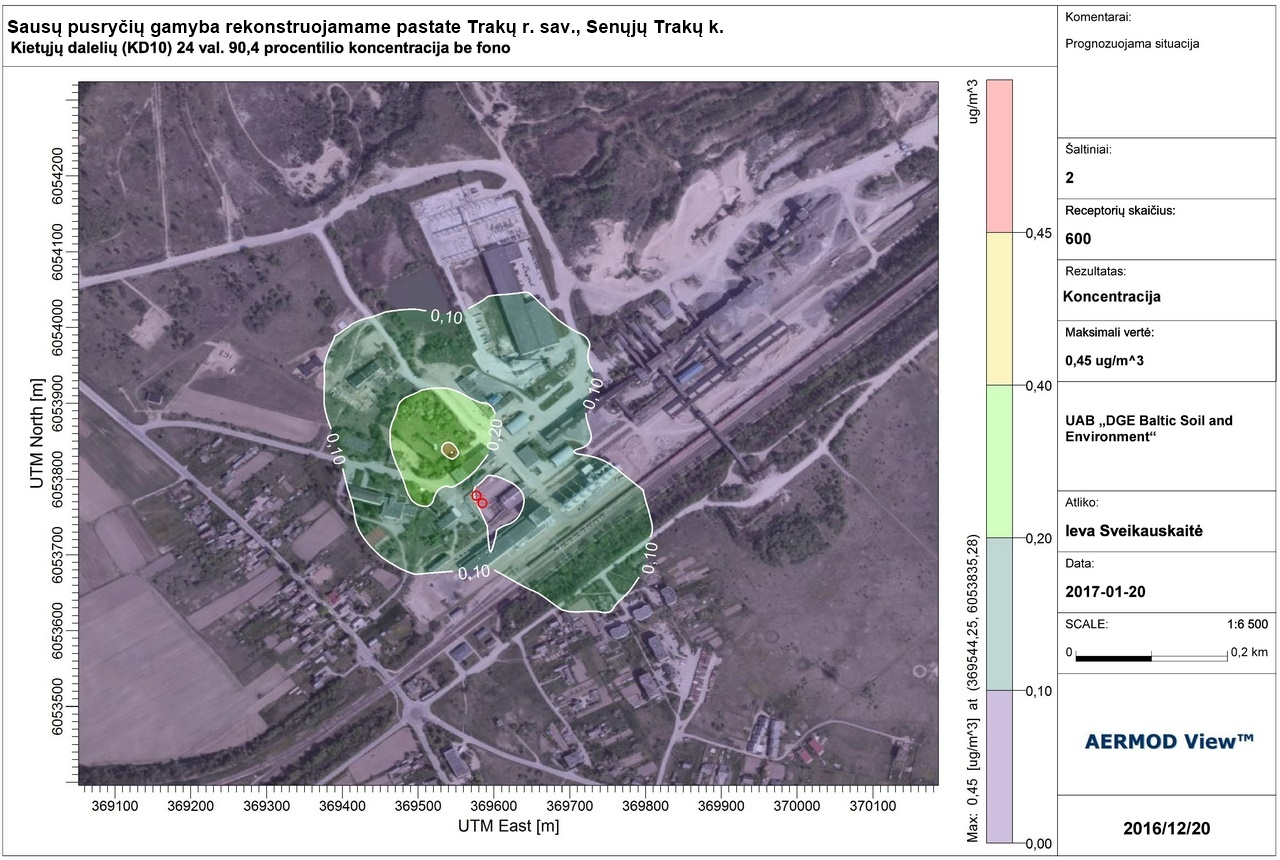 Sausų pusryčių gamyba rekonstruojamame pastate Trakų r. sav., Senųjų Trakų k.
Kietųjų dalelių (KD10) 24 val. 90,4 procentilio koncentracija be fono
UTM North [m]
6054200
6054100
6054000
6053900
6053800
6053700
6053600
6053500
0,10
0,10
0,10
0,20
0,10
0,10
369100
369200
369300
369400
369500
369600
369700
369800
369900
370000
370100
UTM East [m]
ug/m^3
0,45
0,40
0,20
0,10
0,00
Max: 0,45 [ug/m^3] at (369544,25, 6053835,28)
Komentarai:
Prognozuojama situacija
Šaltiniai:
2
Receptorių skaičius:
600
Rezultatas:
Koncentracija
Maksimali vertė:
0,45 ug/m^3
UAB „DGE Baltic Soil and
Environment“
Atliko:
Ieva Sveikauskaitė
Data:
2017-01-20
SCALE:
1:6 500
0
0,2 km
AERMOD View™
2016/12/20